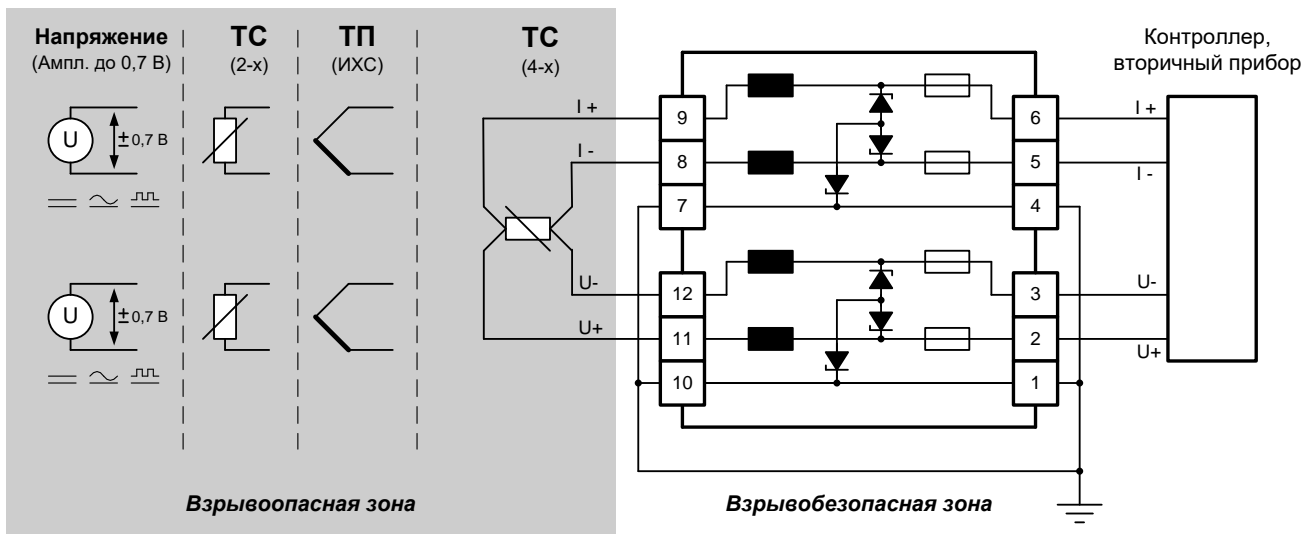 Напряжение
(Ампл. до 0,7 В)
ТС
(2-х)
ТП
(ИХС)
ТС
(4-х)
Контроллер,
вторичный прибор
U
± 0,7 В
U
± 0,7 В
I +
I -
U-
U+
9
8
7
12
11
10
6
5
4
3
2
1
I +
I -
U-
U+
Взрывоопасная зона
Взрывобезопасная зона